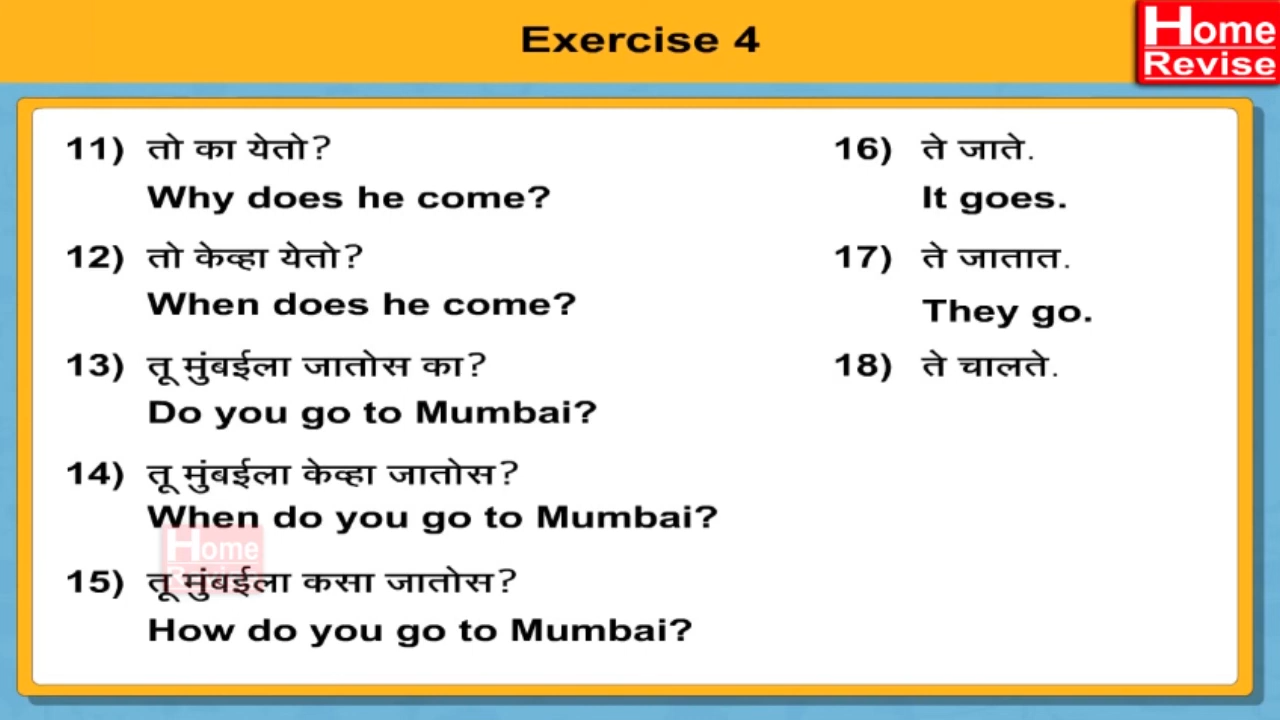 Exercise 4
Home
Revise
11) तो का येतो?
Why does he come?
12) तो केव्हा येतो?
When does he come?
13) तू मुंबईला जातोस का?
Do you go to Mumbai?
14) तू मुंबईला केव्हा जातोस?
When do you go to Mumbai?
Home
Revise
15) तू मुंबईला कसा जातोस?
How do you go to Mumbai?
16) ते जाते.
It goes.
17) ते जातात.
They go.
18) ते चालते.